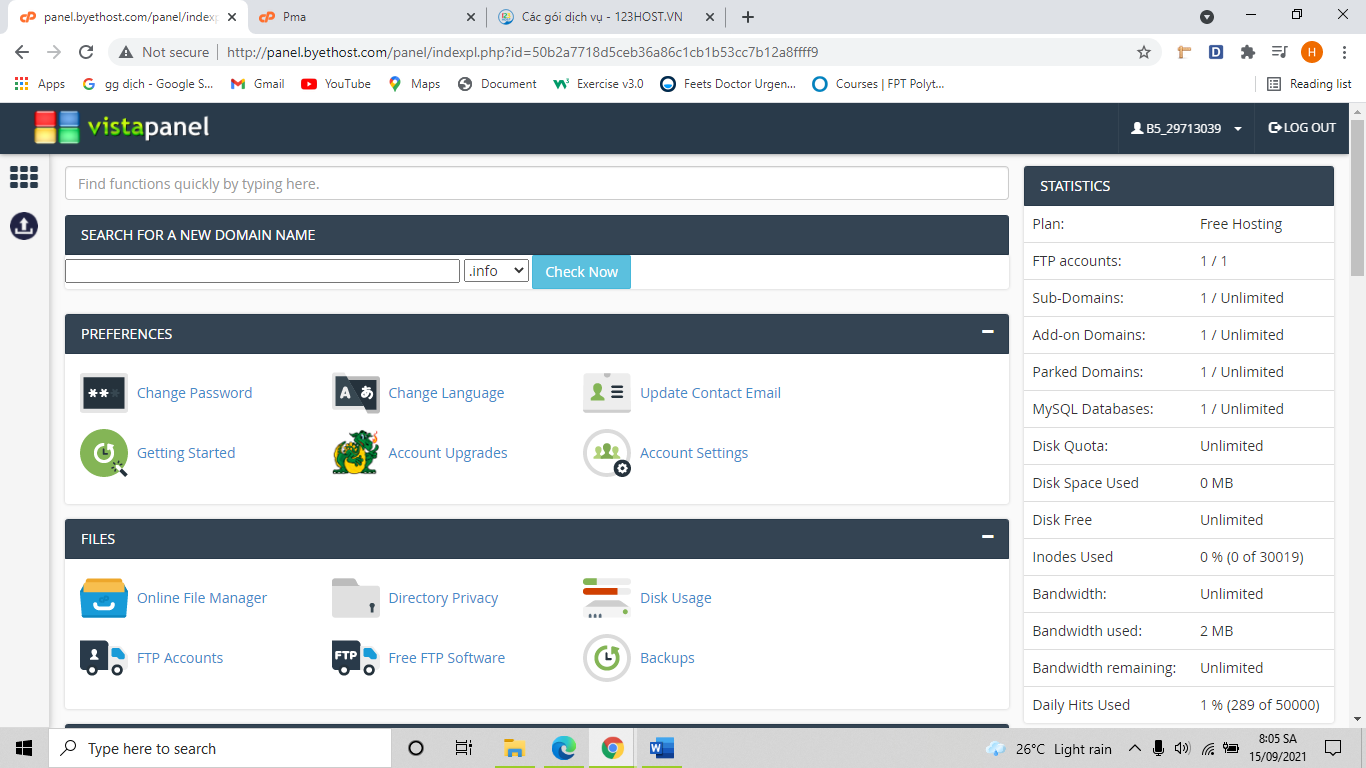 panel.byethost.com/panel/indexp
Pma
Các gói dịch vụ - 123HOST.VN
Not secure
http://panel.byethost.com/panel/indexpl.php?id=50b2a7718d5ceb36a86c1cb1b53cc7b12a8ffff9
H
Apps
gg dịch - Google S...
Gmail
YouTube
Maps
Document
Exercise v3.0
Feets Doctor Urgen...
Courses | FPT Polyt...
Reading list
vistapanel
B5_29713039
LOG OUT
Find functions quickly by typing here.
SEARCH FOR A NEW DOMAIN NAME
.info
Check Now
PREFERENCES
Change Password
Change Language
Update Contact Email
Getting Started
Account Upgrades
Account Settings
FILES
Online File Manager
Directory Privacy
Disk Usage
FTP Accounts
FTP
Free FTP Software
Backups
STATISTICS
Plan: Free Hosting
FTP accounts: 1 / 1
Sub-Domains: 1 / Unlimited
Add-on Domains: 1 / Unlimited
Parked Domains: 1 / Unlimited
MySQL Databases: 1 / Unlimited
Disk Quota: Unlimited
Disk Space Used 0 MB
Disk Free Unlimited
Inodes Used 0 % (0 of 30019)
Bandwidth: Unlimited
Bandwidth used: 2 MB
Bandwidth remaining: Unlimited
Daily Hits Used 1 % (289 of 50000)
Type here to search
26°C Light rain
8:05 SA
15/09/2021